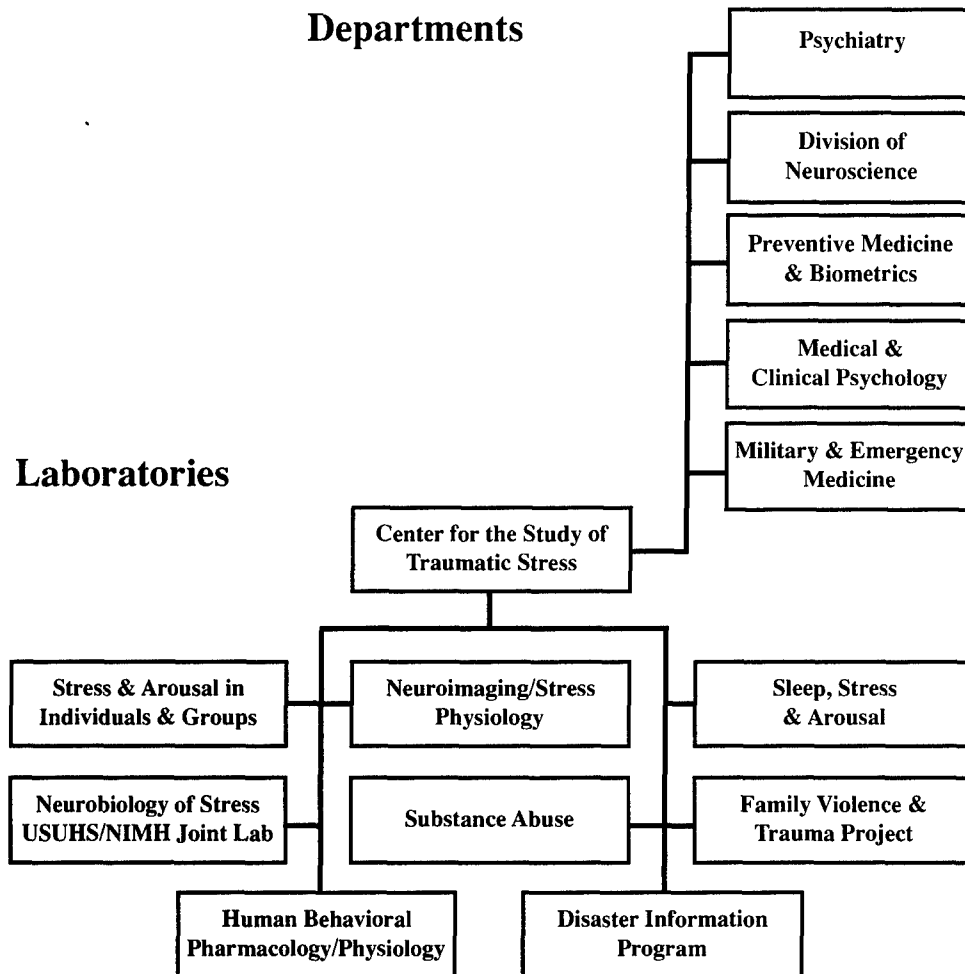 Departments
Psychiatry
Division of
Neuroscience
Preventive Medicine
& Biometrics
Medical &
Clinical Psychology
Military & Emergency
Medicine
Laboratories
Center for the Study of
Traumatic Stress
Stress & Arousal in
Individuals & Groups
Neuroimaging/Stress
Physiology
Sleep, Stress
& Arousal
Neurobiology of Stress
USUHS/NIMH Joint Lab
Substance Abuse
Family Violence &
Trauma Project
Human Behavioral
Pharmacology/Physiology
Disaster Information
Program